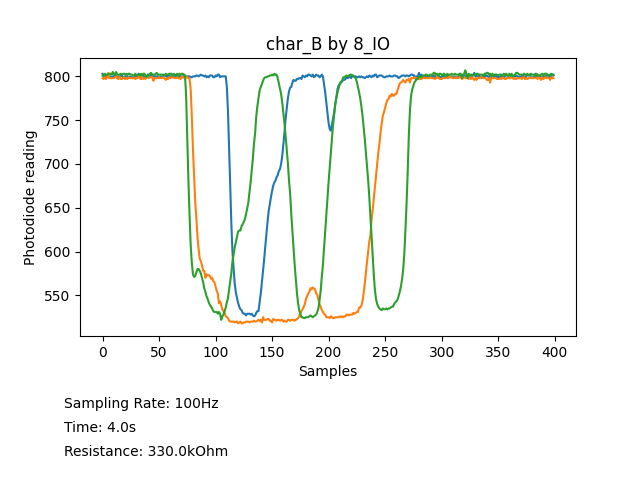 char_B by 8_IO
800
750
700
650
600
550
Photodiode reading
0 50 100 150 200 250 300 350 400
Samples
Sampling Rate: 100Hz
Time: 4.0s
Resistance: 330.0kOhm